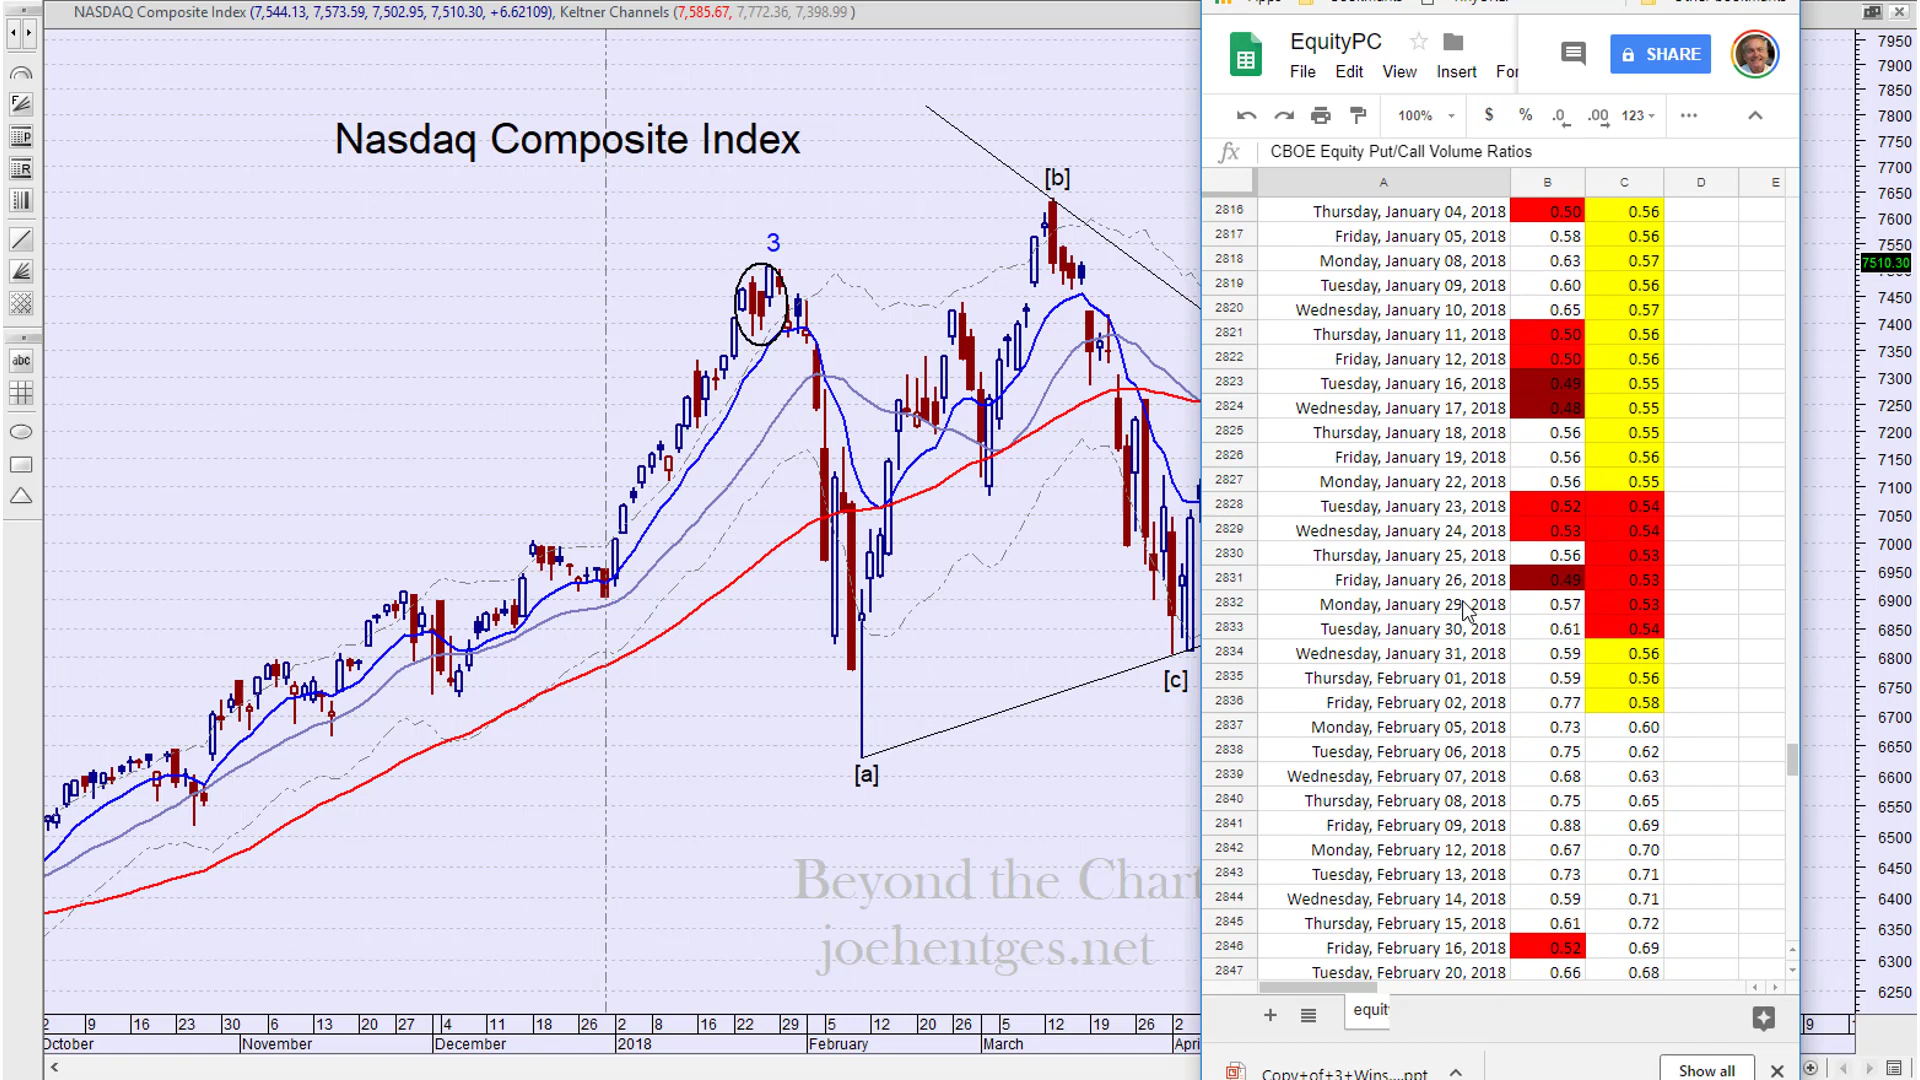 NASDAQ Composite Index (7,544.13, 7,573.59, 7,502.95, 7,510.30, +6.62109), Keltner Channels (7,585.67, 7,772.36, 7,398.99 )
Nasdaq Composite Index
3
[b]
[a]
[c]
Beyond the Chart
joehentges.net
F
P
R
abc
2 9 16 23 30 6 13 20 27 4 11 18 26 2 8 16 22 29 5 12 20 26 5 12 19 26 2
October November December 2018 February March April
9
7950
7900
7850
7800
7750
7700
7650
7600
7550
7510.30
7450
7400
7350
7300
7250
7200
7150
7100
7050
7000
6950
6900
6850
6800
6750
6700
6650
6600
6550
6500
6450
6400
6350
6300
6250
EquityPC
SHARE
File Edit View Insert For
100% $ % .0 .00 123
fx CBOE Equity Put/Call Volume Ratios
A B C D E
2816 Thursday, January 04, 2018 0.50 0.56
2817 Friday, January 05, 2018 0.58 0.56
2818 Monday, January 08, 2018 0.63 0.57
2819 Tuesday, January 09, 2018 0.60 0.56
2820 Wednesday, January 10, 2018 0.65 0.57
2821 Thursday, January 11, 2018 0.50 0.56
2822 Friday, January 12, 2018 0.50 0.56
2823 Tuesday, January 16, 2018 0.49 0.55
2824 Wednesday, January 17, 2018 0.48 0.55
2825 Thursday, January 18, 2018 0.56 0.55
2826 Friday, January 19, 2018 0.56 0.56
2827 Monday, January 22, 2018 0.56 0.55
2828 Tuesday, January 23, 2018 0.52 0.54
2829 Wednesday, January 24, 2018 0.53 0.54
2830 Thursday, January 25, 2018 0.56 0.53
2831 Friday, January 26, 2018 0.49 0.53
2832 Monday, January 29, 2018 0.57 0.53
2833 Tuesday, January 30, 2018 0.61 0.54
2834 Wednesday, January 31, 2018 0.59 0.56
2835 Thursday, February 01, 2018 0.59 0.56
2836 Friday, February 02, 2018 0.77 0.58
2837 Monday, February 05, 2018 0.73 0.60
2838 Tuesday, February 06, 2018 0.75 0.62
2839 Wednesday, February 07, 2018 0.68 0.63
2840 Thursday, February 08, 2018 0.75 0.65
2841 Friday, February 09, 2018 0.88 0.69
2842 Monday, February 12, 2018 0.67 0.70
2843 Tuesday, February 13, 2018 0.73 0.71
2844 Wednesday, February 14, 2018 0.59 0.71
2845 Thursday, February 15, 2018 0.61 0.72
2846 Friday, February 16, 2018 0.52 0.69
2847 Tuesday, February 20, 2018 0.66 0.68
equit
Copy+of+3+Wins....ppt
Show all